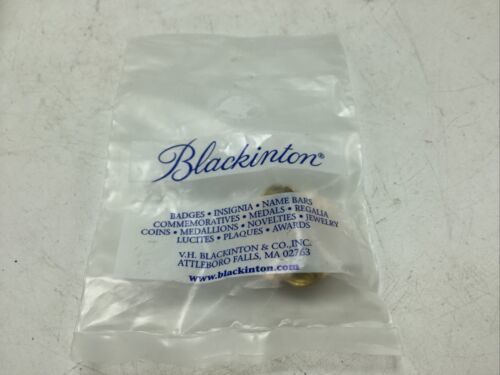 Blackinton®
BADGES • INSIGNIA • NAME BARS
COMMEMORATIVES • MEDALS • REGALIA
COINS • MEDALLIONS • NOVELTIES • JEWELRY
LUCITES • PLAQUES • AWARDS
V.H. BLACKINTON & CO., INC.
ATTLEBORO FALLS, MA 02763
www.blackinton.com